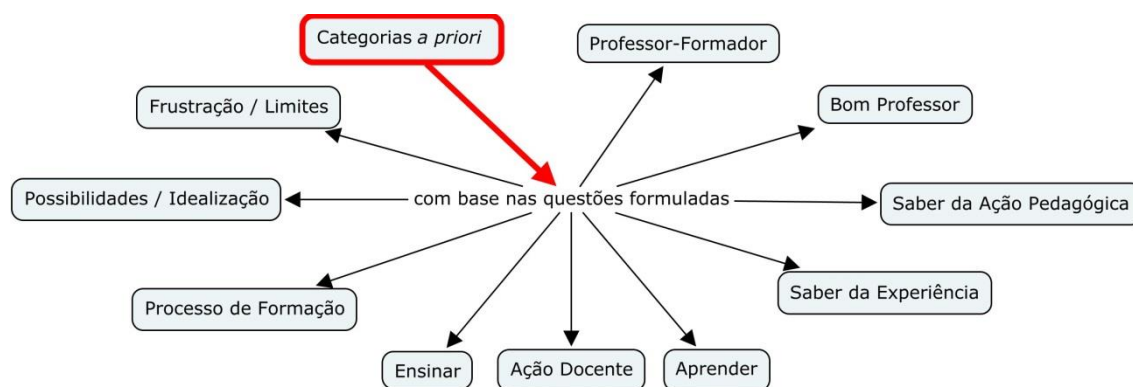 Categorias a priori
Professor-Formador
Frustração / Limites
Bom Professor
Possibilidades / Idealização
com base nas questões formuladas
Saber da Ação Pedagógica
Processo de Formação
Saber da Experiência
Ensinar
Ação Docente
Aprender